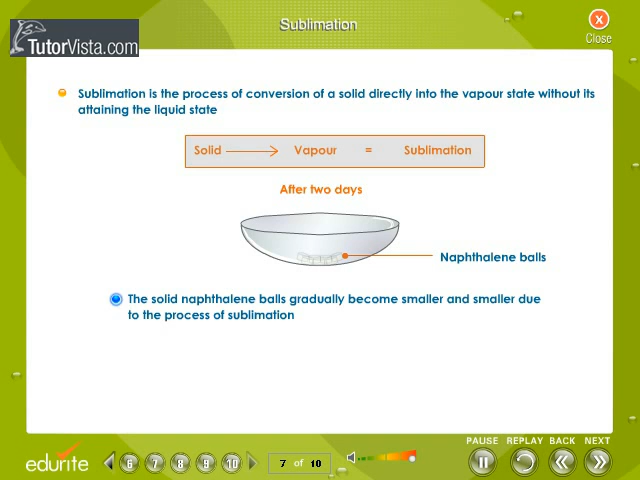 Sublimation
X
Close
TutorVista.com
Sublimation is the process of conversion of a solid directly into the vapour state without its
attaining the liquid state
Solid Vapour = Sublimation
After two days
Naphthalene balls
The solid naphthalene balls gradually become smaller and smaller due
to the process of sublimation
PAUSE REPLAY BACK NEXT
edurite
6 7 8 9 10
7 of 10